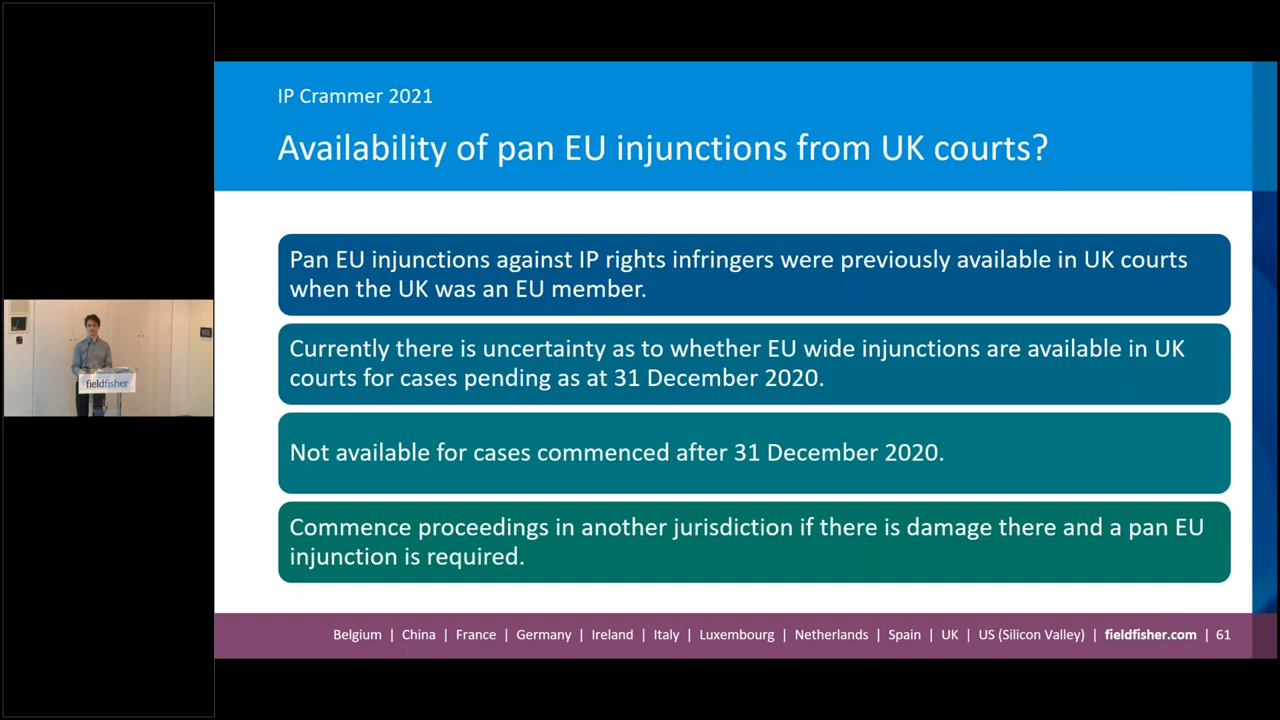 IP Crammer 2021
Availability of pan EU injunctions from UK courts?
Pan EU injunctions against IP rights infringers were previously available in UK courts
when the UK was an EU member.
Currently there is uncertainty as to whether EU wide injunctions are available in UK
courts for cases pending as at 31 December 2020.
Not available for cases commenced after 31 December 2020.
Commence proceedings in another jurisdiction if there is damage there and a pan EU
injunction is required.
fieldfisher
Belgium | China | France | Germany | Ireland | Italy | Luxembourg | Netherlands | Spain | UK | US (Silicon Valley) | fieldfisher.com | 61